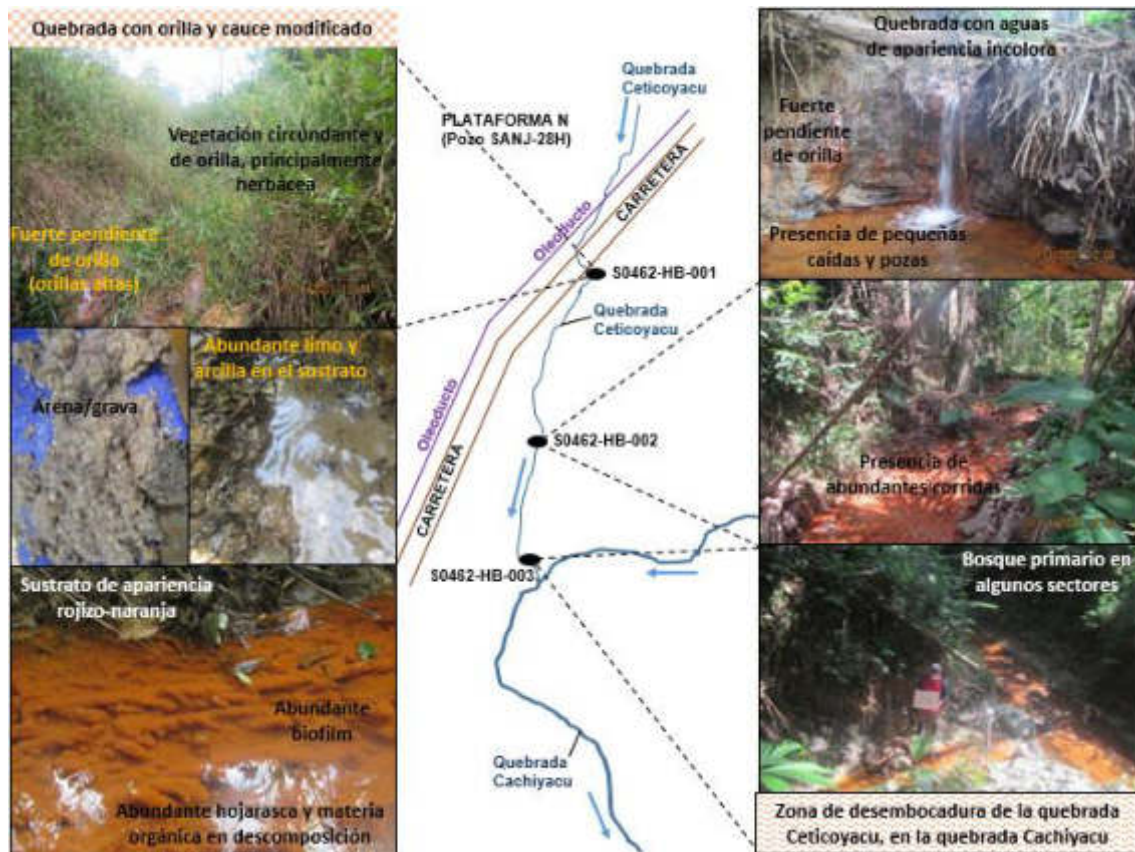 Quebrada con orilla y cauce modificado
Vegetación circundante y
de orilla, principalmente
herbácea
Fuerte pendiente
de orilla
(orillas altas)
Arena/grava
Abundante limo y
arcilla en el sustrato
Sustrato de apariencia
rojizo-naranja
Abundante
biofilm
Abundante hojarasca y materia
orgánica en descomposición
Quebrada
Ceticoyacu
PLATAFORMA N
(Pozo SANJ-28H)
Oleoducto
CARRETERA
S0462-HB-001
Quebrada
Ceticoyacu
Oleoducto
CARRETERA
S0462-HB-002
S0462-HB-003
Quebrada
Cachiyacu
Quebrada con aguas
de apariencia incolora
Fuerte
pendiente
de orilla
Presencia de pequeñas
caídas y pozas
Presencia de
abundantes corridas
Bosque primario en
algunos sectores
Zona de desembocadura de la quebrada
Ceticoyacu, en la quebrada Cachiyacu